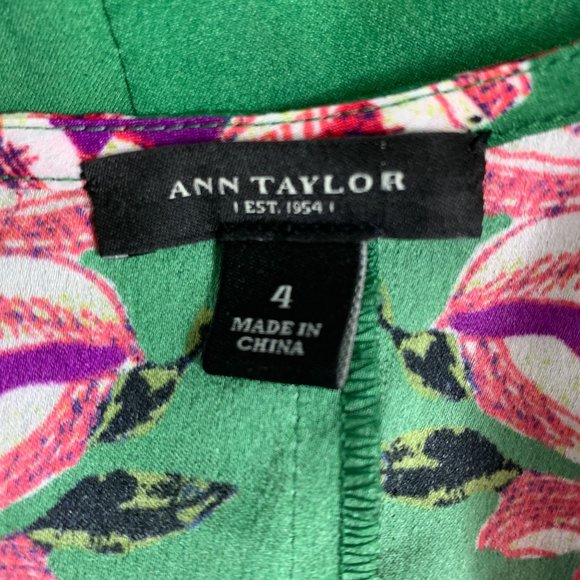 ANN TAYLOR
EST. 1954
4
MADE IN
CHINA